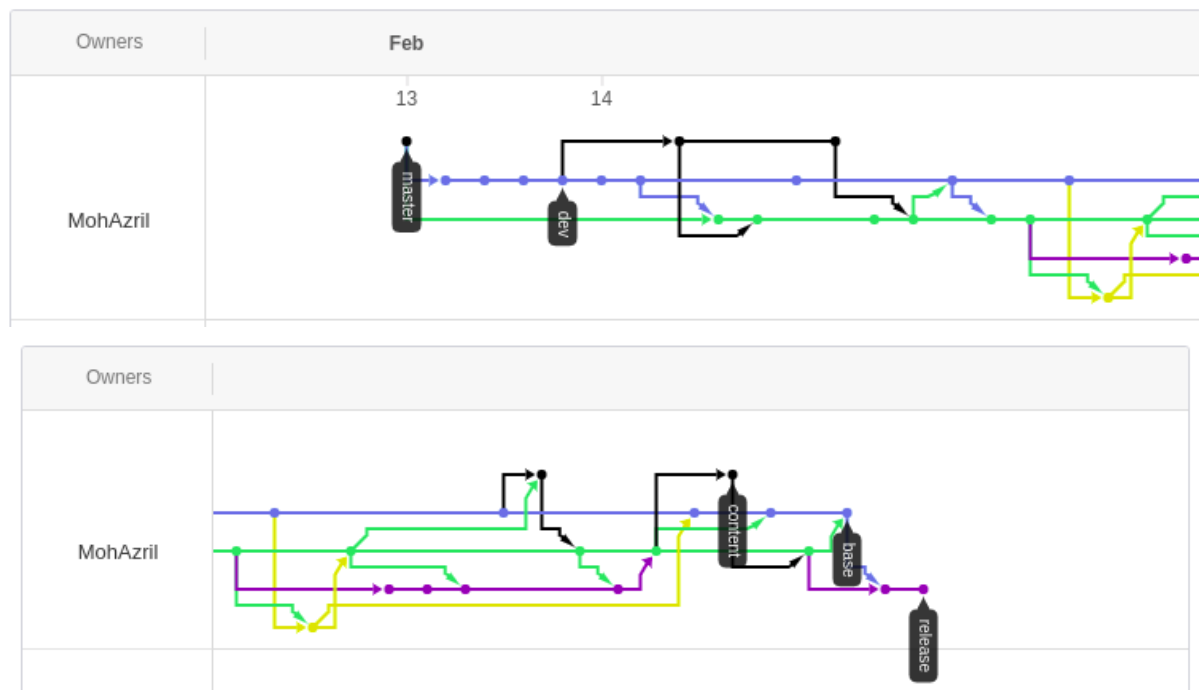 Owners
Feb
13
14
master
dev
MohAzril
Owners
content
base
MohAzril
release